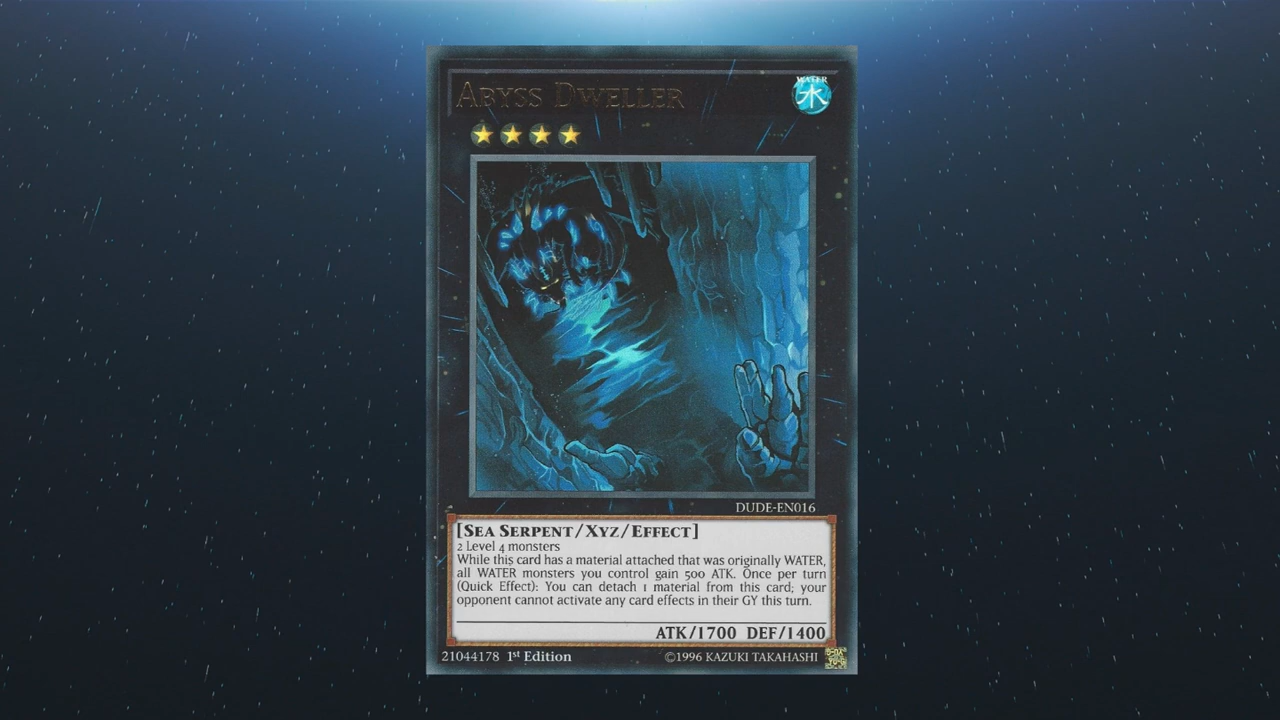 Abyss Dweller
WATER
水
DUDE-EN016
[Sea Serpent/Xyz/Effect]
2 Level 4 monsters
While this card has a material attached that was originally WATER,
all WATER monsters you control gain 500 ATK. Once per turn
(Quick Effect): You can detach 1 material from this card; your
opponent cannot activate any card effects in their GY this turn.
ATK/1700 DEF/1400
21044178 1st Edition
©1996 KAZUKI TAKAHASHI